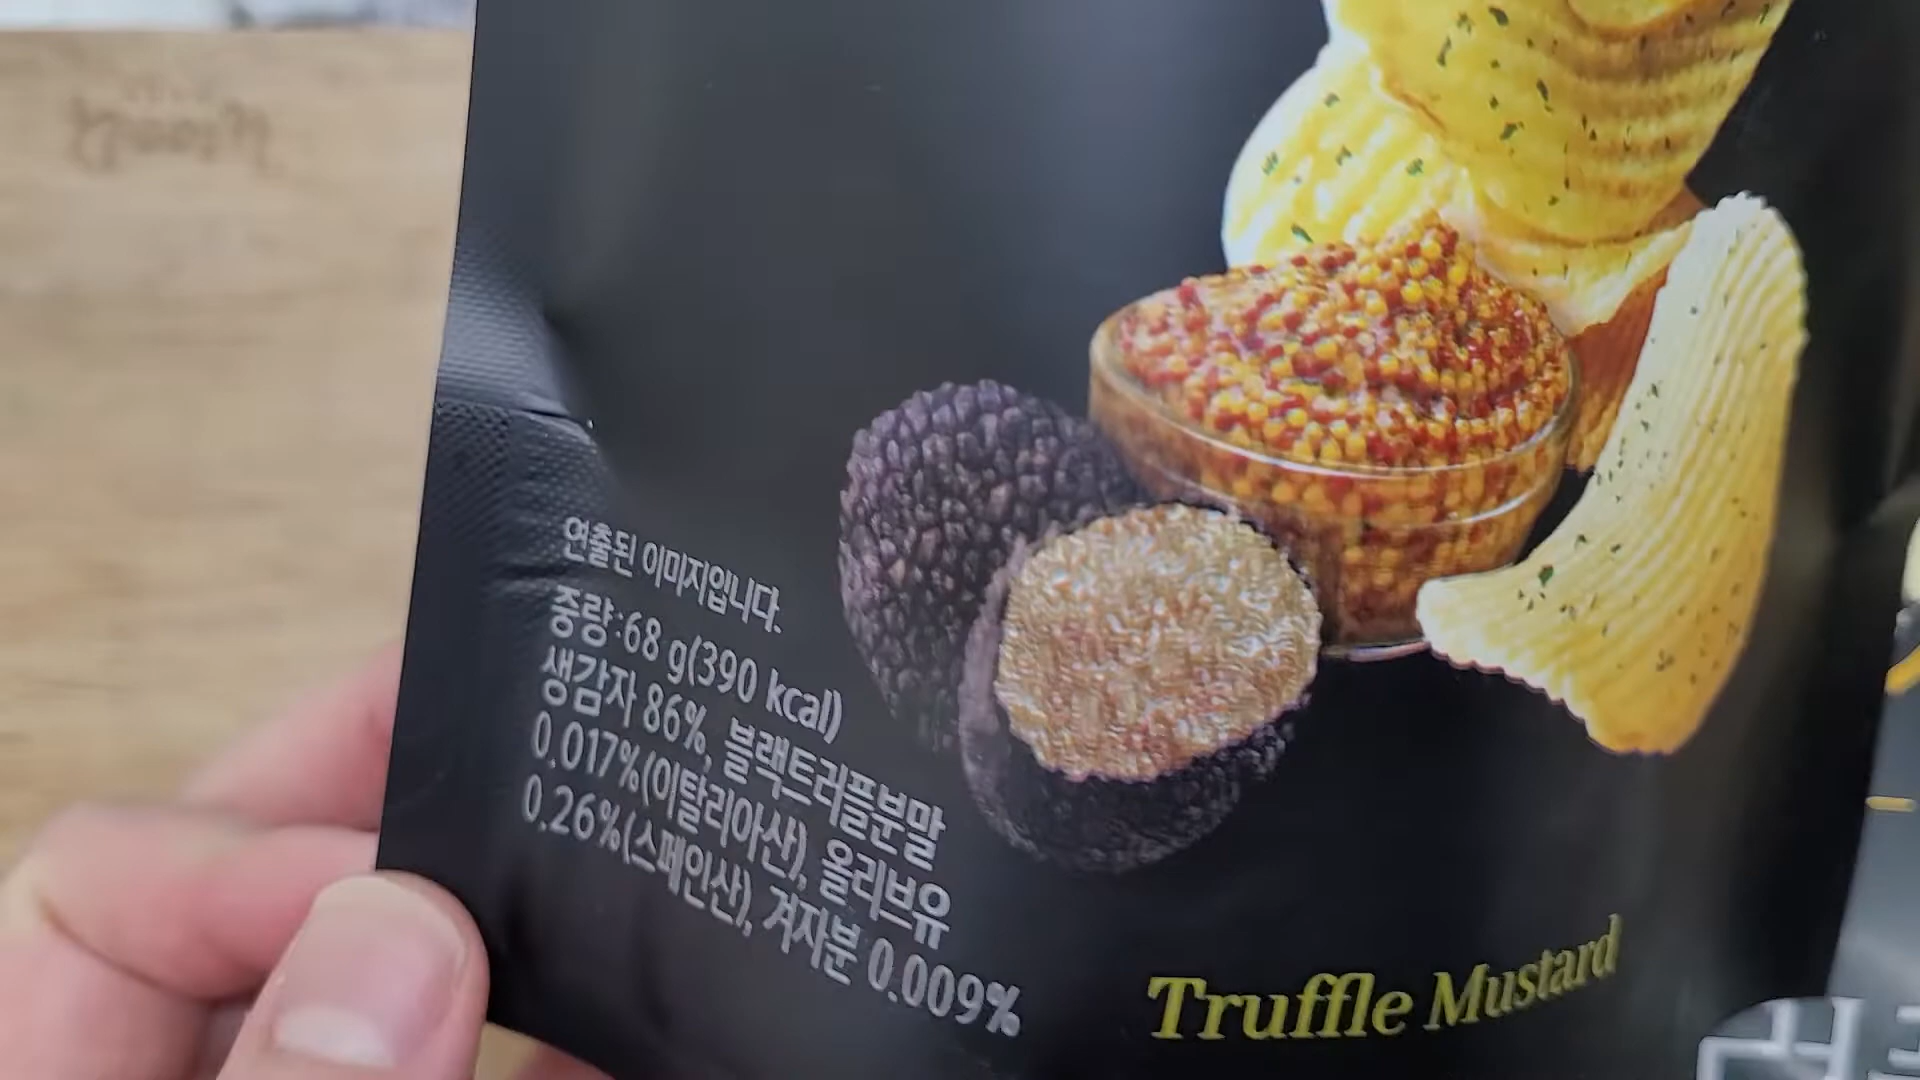 연출된 이미지입니다.
중량:68 g(390 kcal)
생감자 86%, 블랙트러플분말
0.017%(이탈리아산), 올리브유
0.26%(스페인산), 겨자분 0.009%
Truffle Mustard